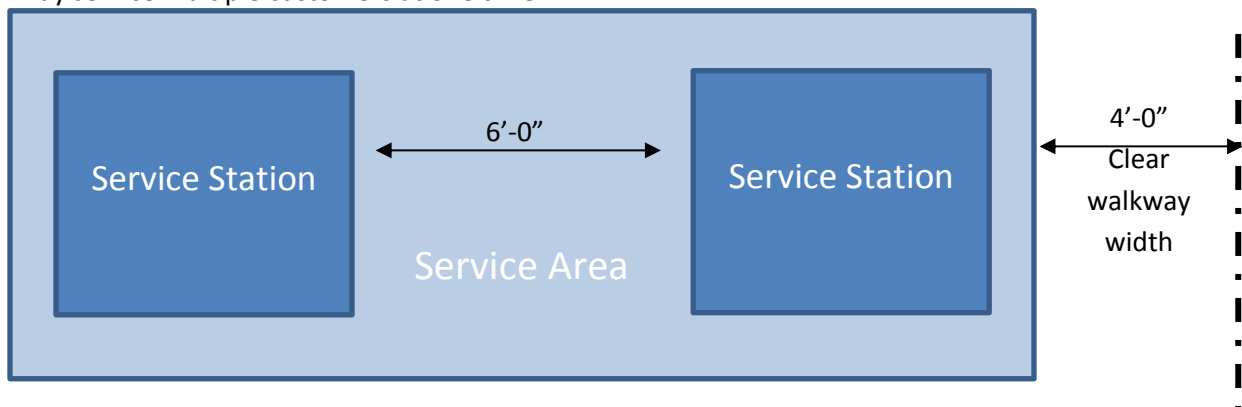 6’-0”
4’-0”
Service Station
Service Station
Clear
walkway
width
Service Area